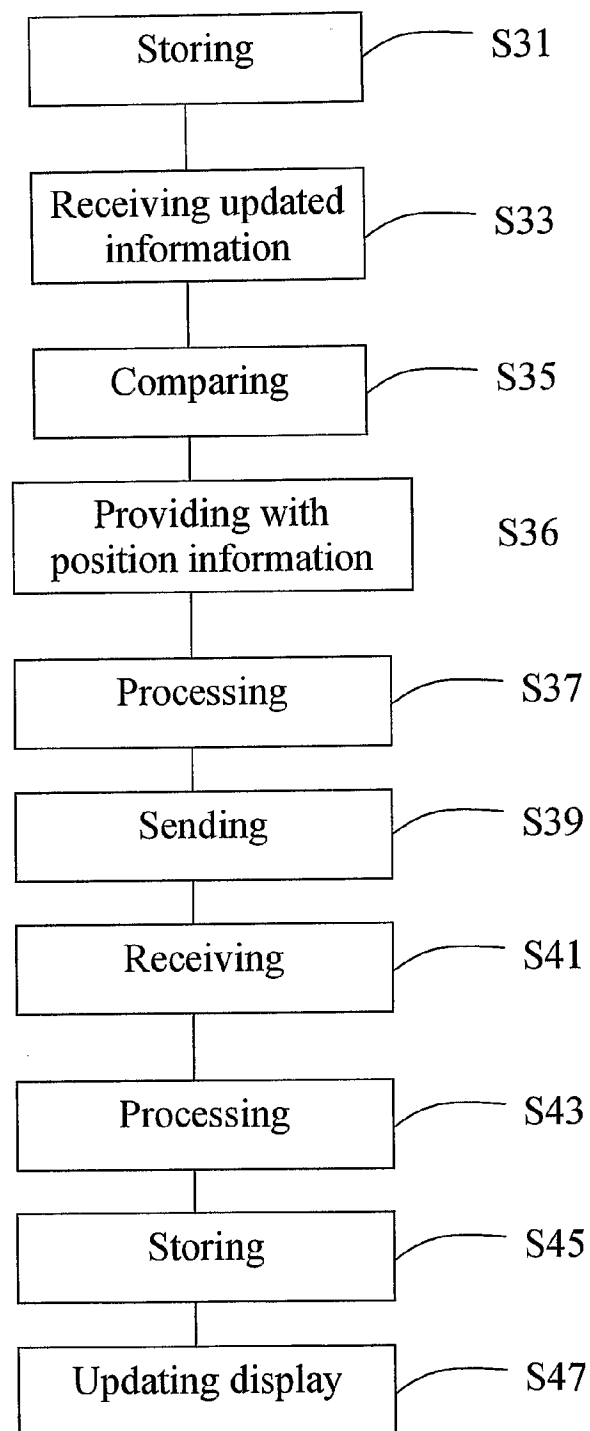 Storing
S31
Receiving updated
information
S33
Comparing
S35
Providing with
position information
S36
Processing
S37
Sending
S39
Receiving
S41
Processing
S43
Storing
S45
Updating display
S47